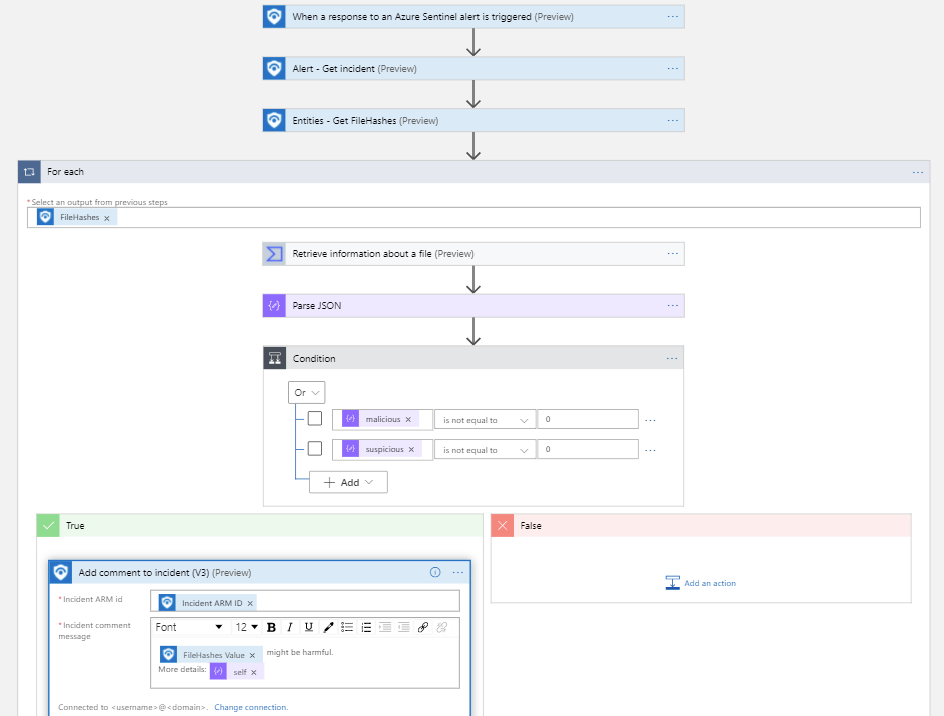 When a response to an Azure Sentinel alert is triggered (Preview)
Alert - Get incident (Preview)
Entities - Get FileHashes (Preview)
For each
*Select an output from previous steps
FileHashes ×
Retrieve information about a file (Preview)
Parse JSON
Condition
Or
malicious × is not equal to 0
suspicious × is not equal to 0
+ Add
True
False
Add comment to incident (V3) (Preview)
Add an action
*Incident ARM id
Incident ARM ID ×
*Incident comment message
Font 12 B I U
FileHashes Value × might be harmful.
More details: self ×
Connected to <username>@<domain>. Change connection.